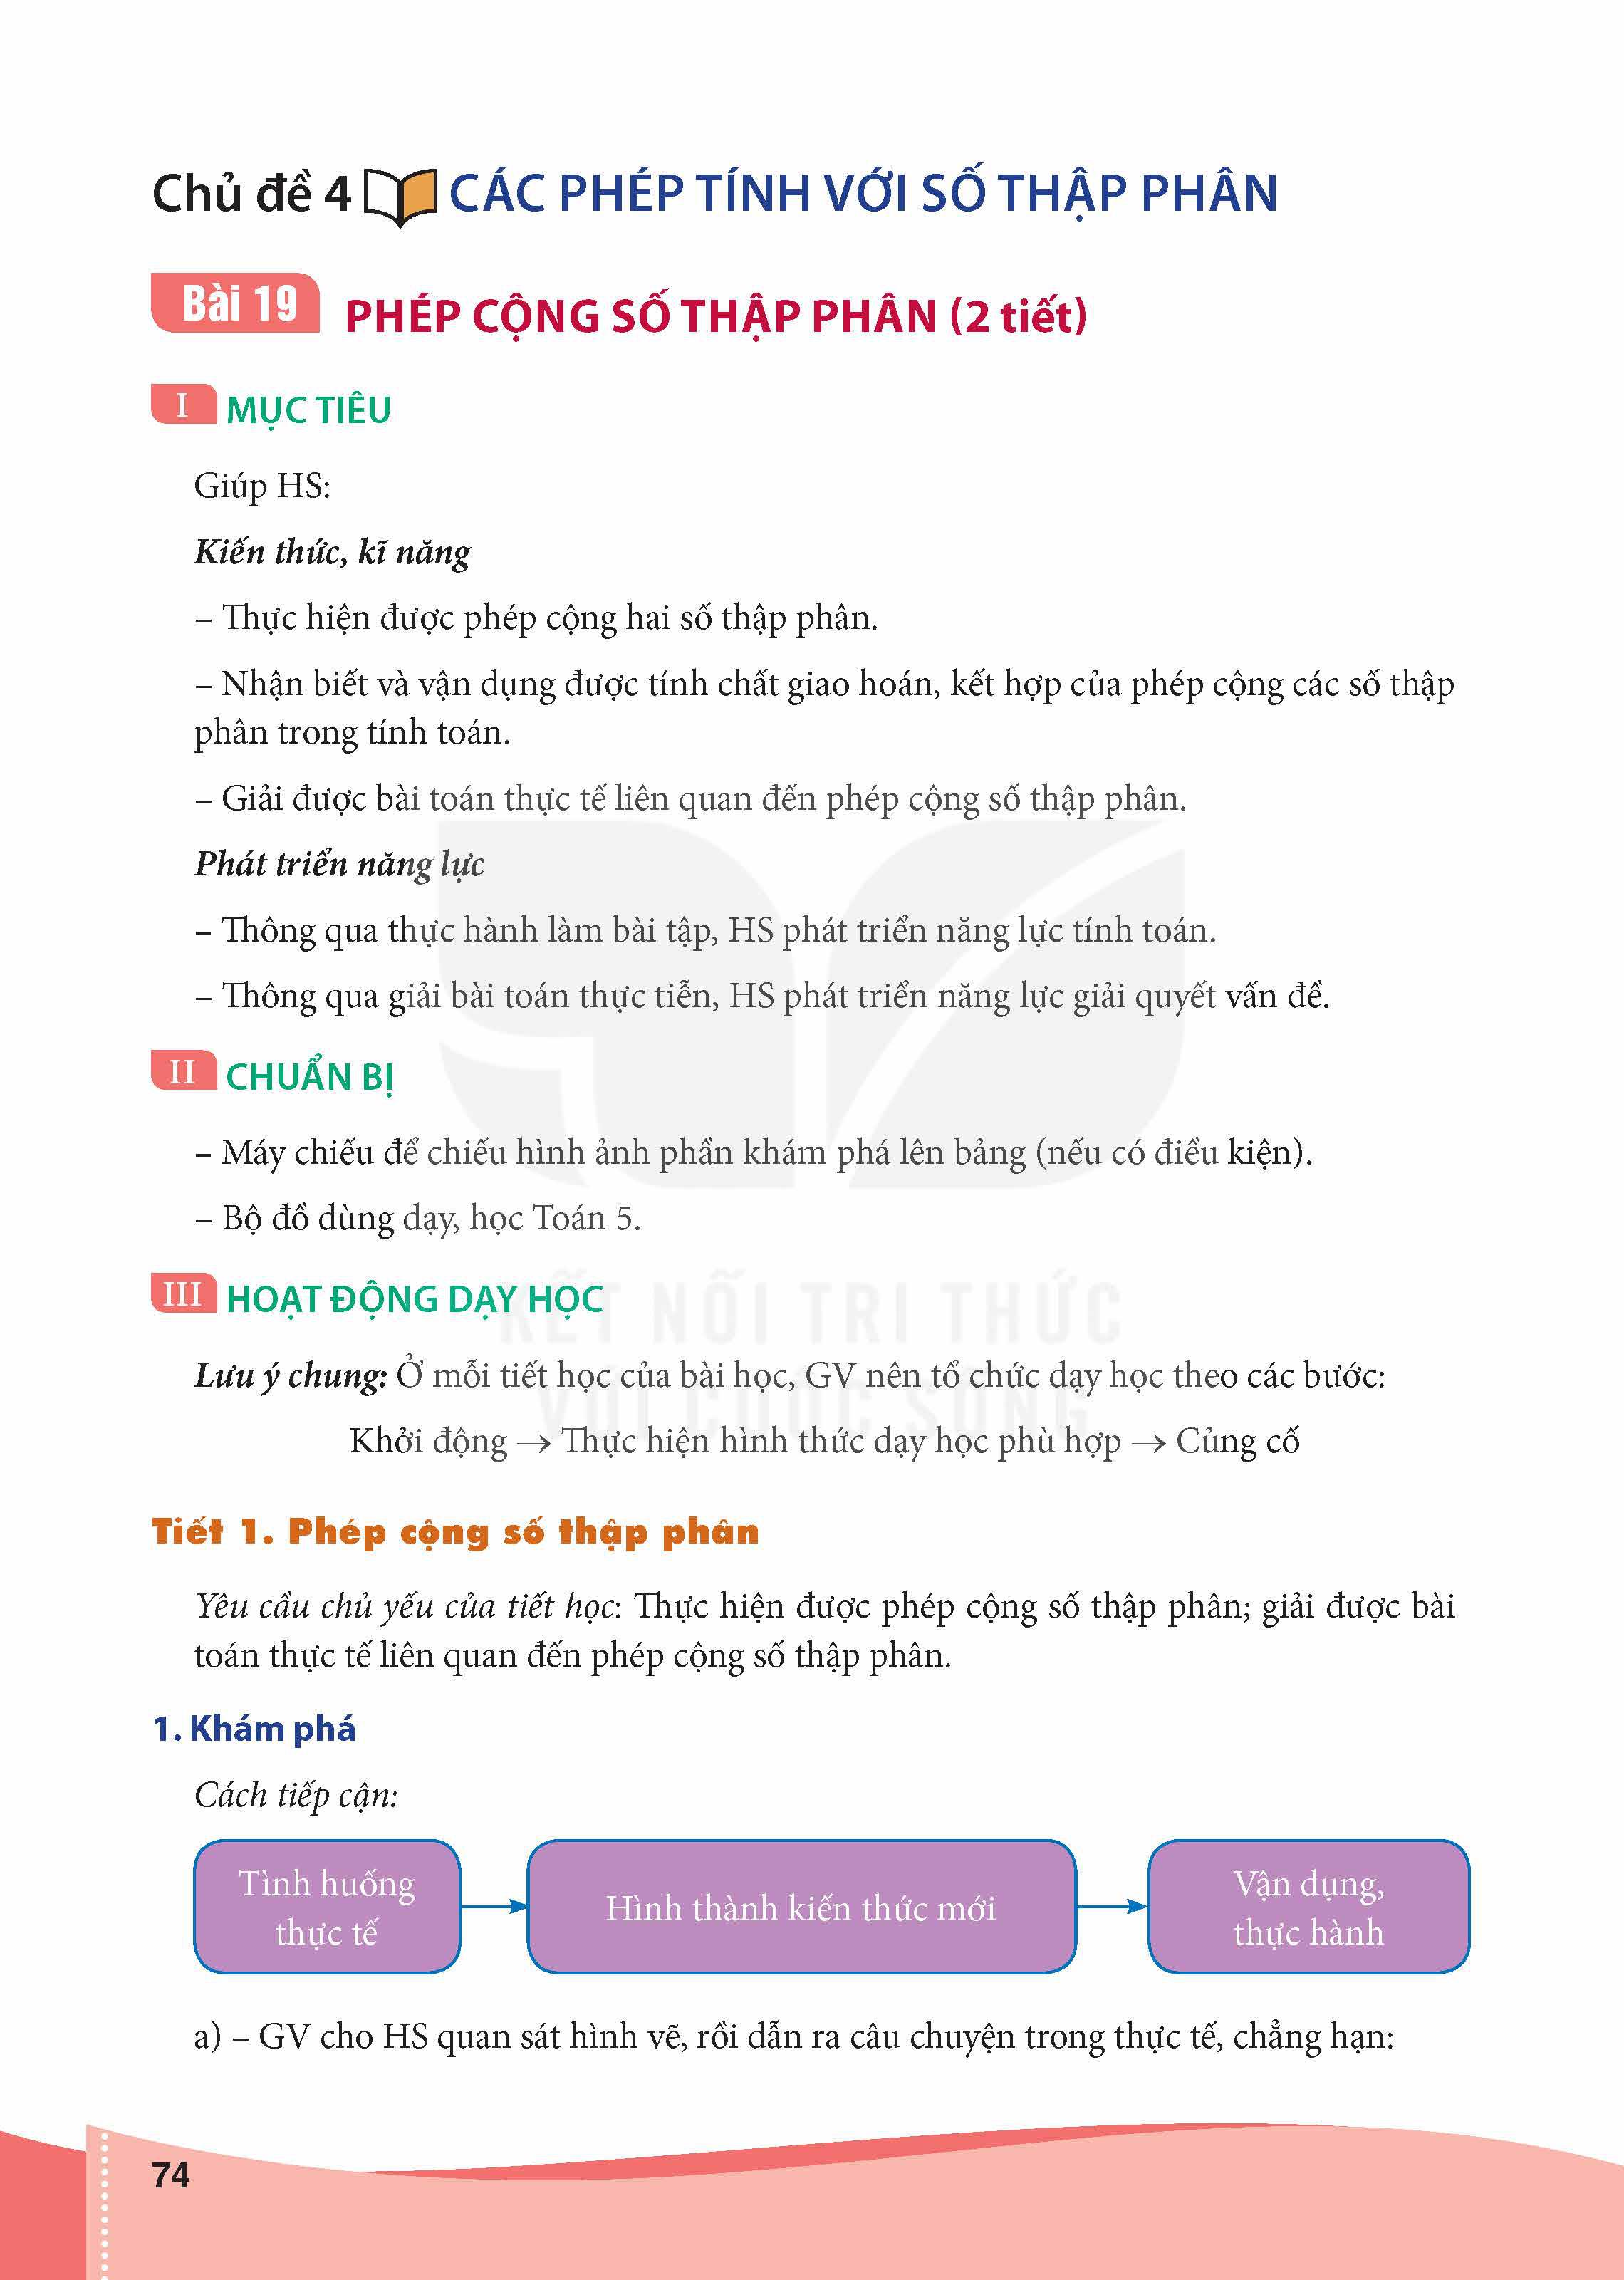 Chủ đề 4 CÁC PHÉP TÍNH VỚI SỐ THẬP PHÂN
Bài 19 PHÉP CỘNG SỐ THẬP PHÂN (2 tiết)
I MỤC TIÊU
Giúp HS:
Kiến thức, kĩ năng
– Thực hiện được phép cộng hai số thập phân.
– Nhận biết và vận dụng được tính chất giao hoán, kết hợp của phép cộng các số thập
phân trong tính toán.
– Giải được bài toán thực tế liên quan đến phép cộng số thập phân.
Phát triển năng lực
– Thông qua thực hành làm bài tập, HS phát triển năng lực tính toán.
– Thông qua giải bài toán thực tiễn, HS phát triển năng lực giải quyết vấn đề.
II CHUẨN BỊ
– Máy chiếu để chiếu hình ảnh phần khám phá lên bảng (nếu có điều kiện).
– Bộ đồ dùng dạy, học Toán 5.
III HOẠT ĐỘNG DẠY HỌC
KẾT NỐI TRI THỨC
Lưu ý chung: Ở mỗi tiết học của bài học, GV nên tổ chức dạy học theo các bước:
VỚI CUỘC SỐNG
Khởi động → Thực hiện hình thức dạy học phù hợp → Củng cố
Tiết 1. Phép cộng số thập phân
Yêu cầu chủ yếu của tiết học: Thực hiện được phép cộng số thập phân; giải được bài
toán thực tế liên quan đến phép cộng số thập phân.
1. Khám phá
Cách tiếp cận:
Tình huống
thực tế
Hình thành kiến thức mới
Vận dụng,
thực hành
a) – GV cho HS quan sát hình vẽ, rồi dẫn ra câu chuyện trong thực tế, chẳng hạn:
74